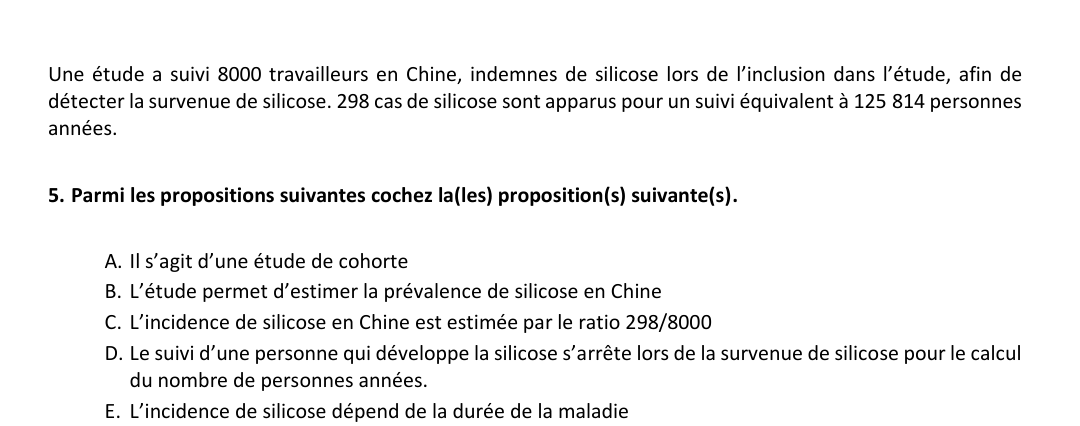 Une étude a suivi 8000 travailleurs en Chine, indemnes de silicose lors de l’inclusion dans l’étude, afin de
détecter la survenue de silicose. 298 cas de silicose sont apparus pour un suivi équivalent à 125 814 personnes
années.
5. Parmi les propositions suivantes cochez la(les) proposition(s) suivante(s).
A. Il s’agit d’une étude de cohorte
B. L’étude permet d’estimer la prévalence de silicose en Chine
C. L’incidence de silicose en Chine est estimée par le ratio 298/8000
D. Le suivi d’une personne qui développe la silicose s’arrête lors de la survenue de silicose pour le calcul
du nombre de personnes années.
E. L’incidence de silicose dépend de la durée de la maladie